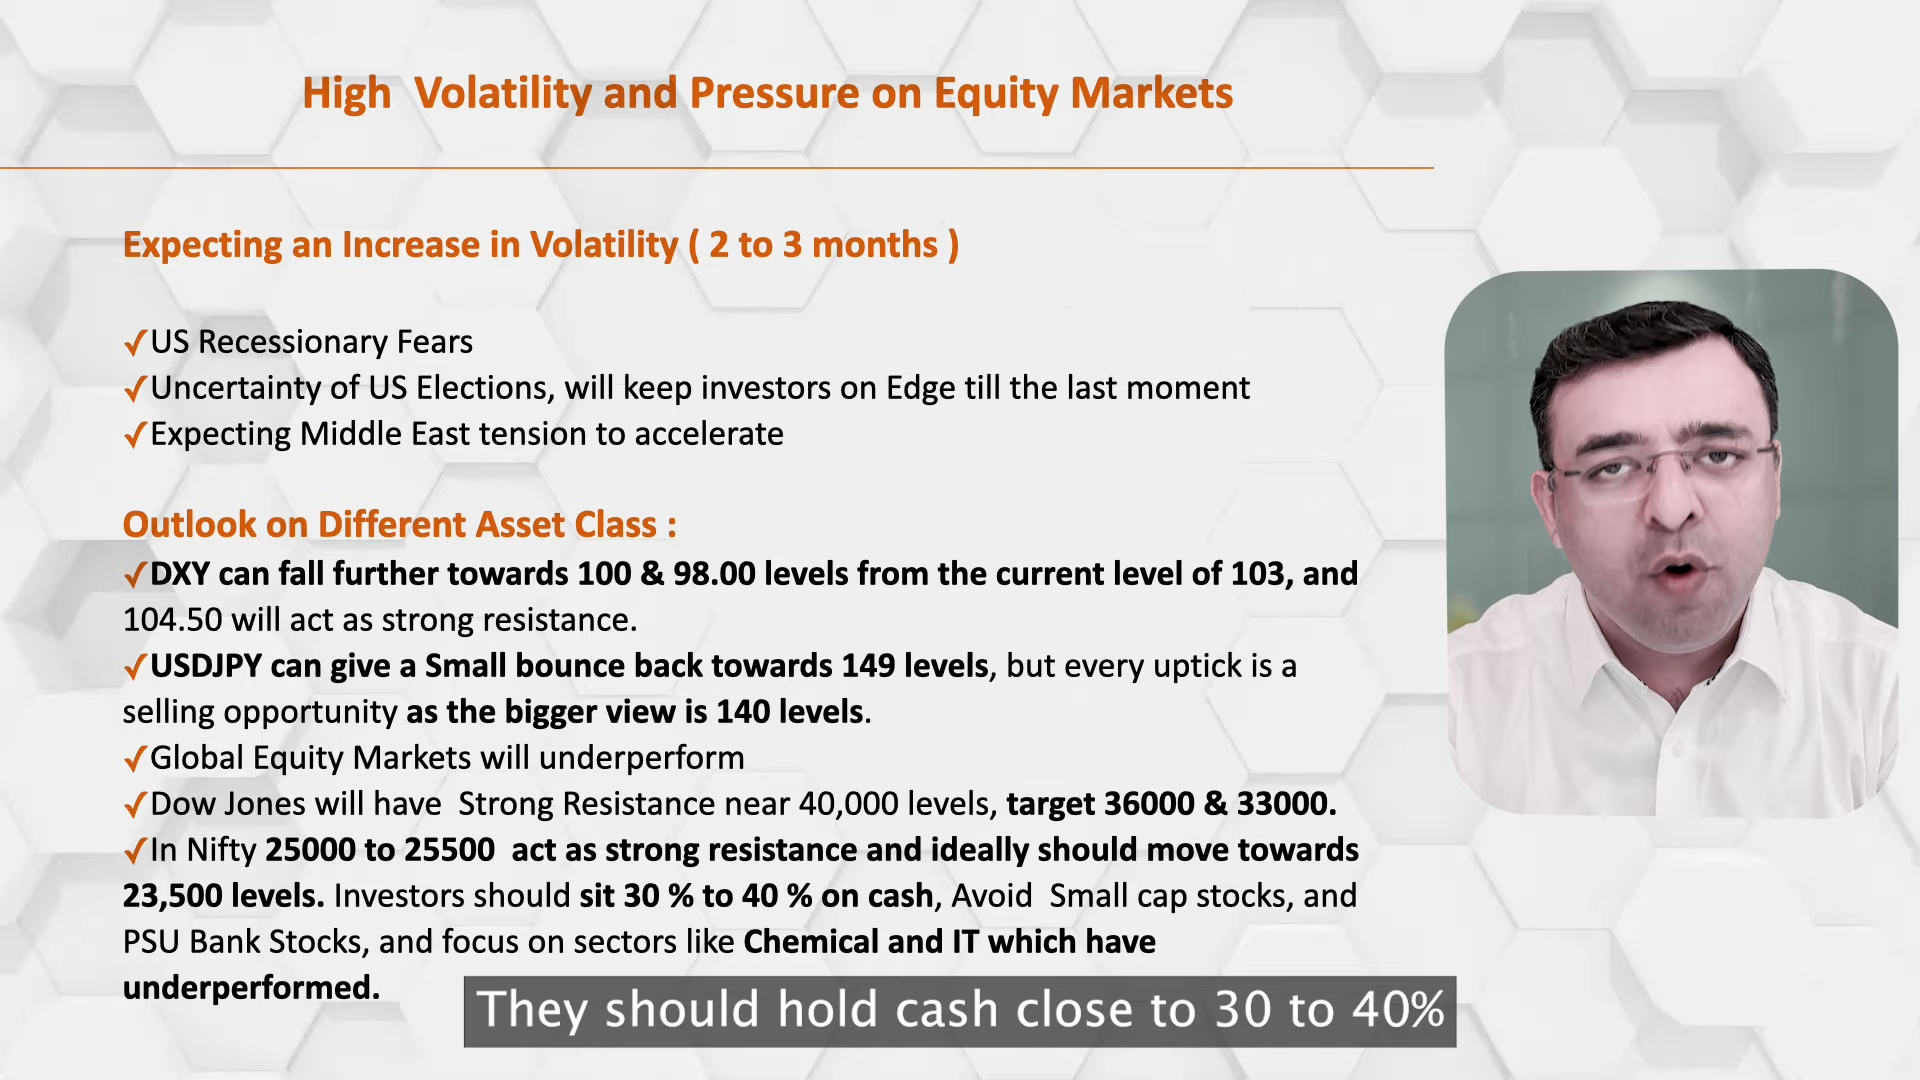 High Volatility and Pressure on Equity Markets
Expecting an Increase in Volatility ( 2 to 3 months )
✓US Recessionary Fears
✓Uncertainty of US Elections, will keep investors on Edge till the last moment
✓Expecting Middle East tension to accelerate
Outlook on Different Asset Class :
✓DXY can fall further towards 100 & 98.00 levels from the current level of 103, and
104.50 will act as strong resistance.
✓USDJPY can give a Small bounce back towards 149 levels, but every uptick is a
selling opportunity as the bigger view is 140 levels.
✓Global Equity Markets will underperform
✓Dow Jones will have Strong Resistance near 40,000 levels, target 36000 & 33000.
✓In Nifty 25000 to 25500 act as strong resistance and ideally should move towards
23,500 levels. Investors should sit 30 % to 40 % on cash, Avoid Small cap stocks, and
PSU Bank Stocks, and focus on sectors like Chemical and IT which have
underperformed.
They should hold cash close to 30 to 40%